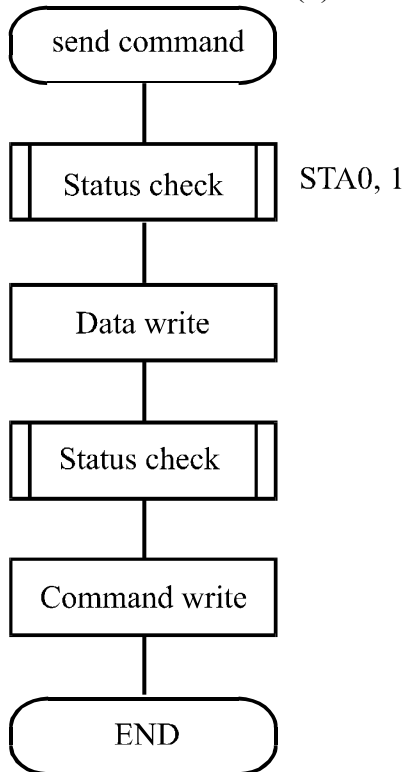 send command
Status check
STA0, 1
Data write
Status check
Command write
END